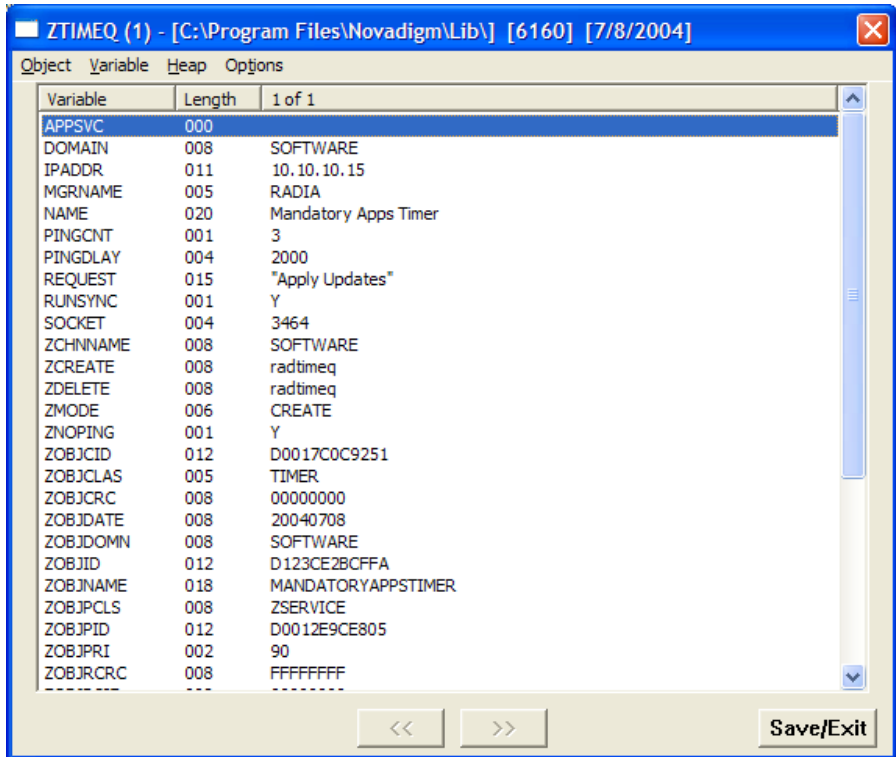 ZTIMEQ (1) - [C:\Program Files\Novadigm\Lib\] [6160] [7/8/2004]
Object Variable Heap Options
Variable Length 1 of 1
APPSVC 000
DOMAIN 008 SOFTWARE
IPADDR 011 10.10.10.15
MGRNAME 005 RADIA
NAME 020 Mandatory Apps Timer
PINGCNT 001 3
PINGDLAY 004 2000
REQUEST 015 "Apply Updates"
RUNSYNC 001 Y
SOCKET 004 3464
ZCHNNAME 008 SOFTWARE
ZCREATE 008 radtimeq
ZDELETE 008 radtimeq
ZMODE 006 CREATE
ZNOPING 001 Y
ZOBJCID 012 D0017C0C9251
ZOBJCLAS 005 TIMER
ZOBJCRC 008 00000000
ZOBJDATE 008 20040708
ZOBJDOMN 008 SOFTWARE
ZOBJID 012 D123CE2BCFFA
ZOBJNAME 018 MANDATORYAPPSTIMER
ZOBJPCLS 008 ZSERVICE
ZOBJPID 012 D0012E9CE805
ZOBJPRI 002 90
ZOBJRCRC 008 FFFFFFFF
<< >> Save/Exit